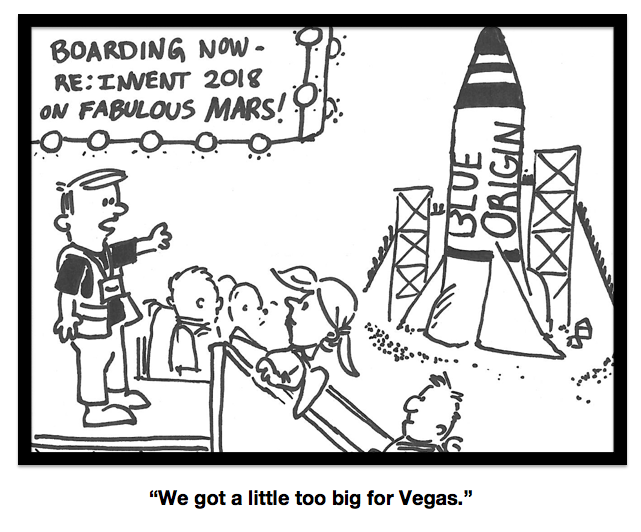 BOARDING NOW -
RE:INVENT 2018
ON FABULOUS MARS!
BLUE
ORIGIN
“We got a little too big for Vegas.”